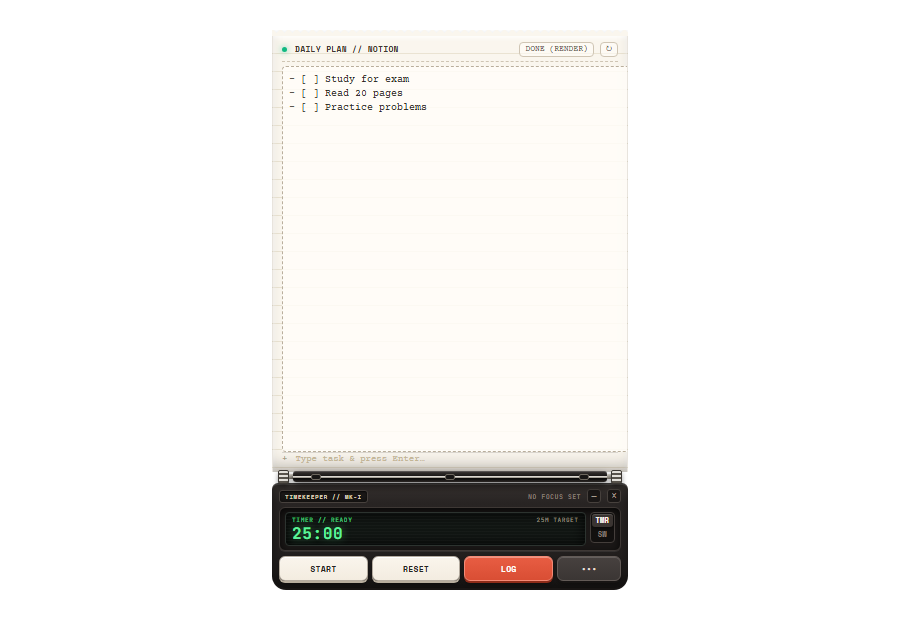 DAILY PLAN // NOTION
DONE (RENDER) ↻
- [ ] Study for exam
- [ ] Read 20 pages
- [ ] Practice problems
+ Type task & press Enter…
TIMEKEEPER // MK-I
NO FOCUS SET — X
TIMER // READY
25M TARGET
25:00
TMR
SW
START
RESET
LOG
•••